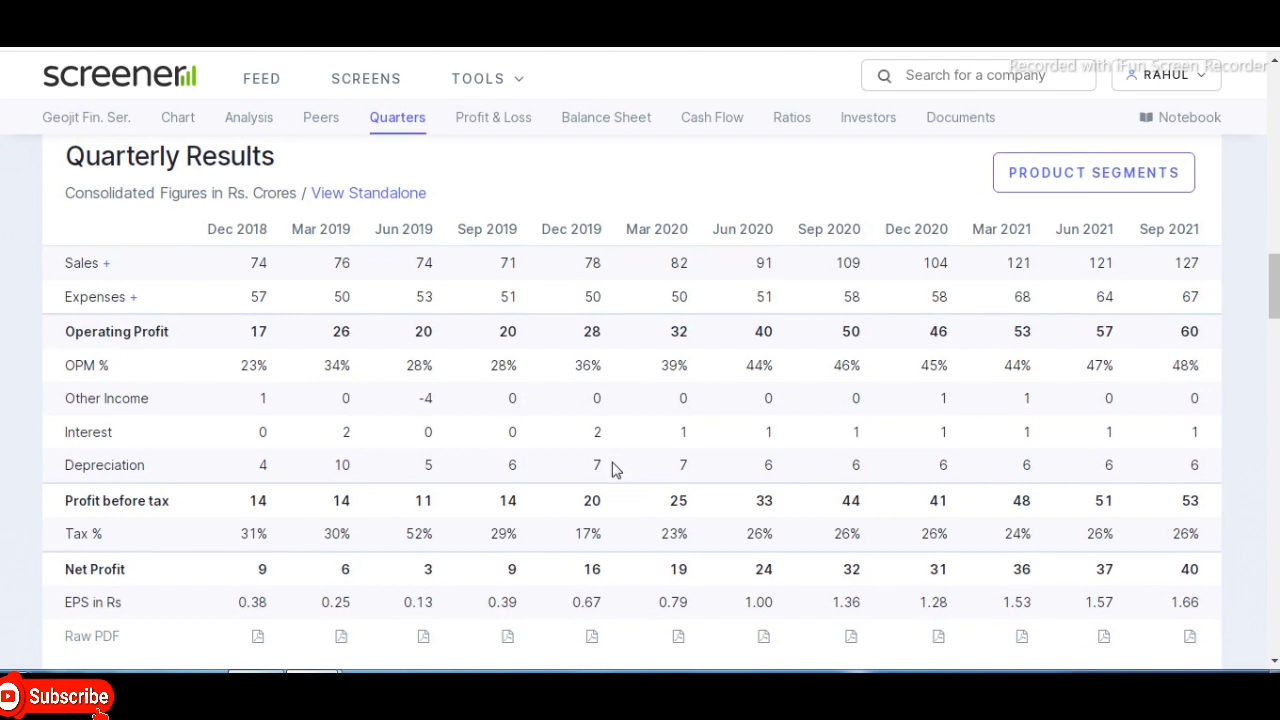 Recorded with iFun Screen Recorder
screener
FEED SCREENS TOOLS Search for a company RAHUL
Geojit Fin. Ser. Chart Analysis Peers Quarters Profit & Loss Balance Sheet Cash Flow Ratios Investors Documents Notebook
Quarterly Results
PRODUCT SEGMENTS
Consolidated Figures in Rs. Crores / View Standalone
Dec 2018 Mar 2019 Jun 2019 Sep 2019 Dec 2019 Mar 2020 Jun 2020 Sep 2020 Dec 2020 Mar 2021 Jun 2021 Sep 2021
Sales + 74 76 74 71 78 82 91 109 104 121 121 127
Expenses + 57 50 53 51 50 50 51 58 58 68 64 67
Operating Profit 17 26 20 20 28 32 40 50 46 53 57 60
OPM % 23% 34% 28% 28% 36% 39% 44% 46% 45% 44% 47% 48%
Other Income 1 0 -4 0 0 0 0 0 1 1 0 0
Interest 0 2 0 0 2 1 1 1 1 1 1 1
Depreciation 4 10 5 6 7 7 6 6 6 6 6 6
Profit before tax 14 14 11 14 20 25 33 44 41 48 51 53
Tax % 31% 30% 52% 29% 17% 23% 26% 26% 26% 24% 26% 26%
Net Profit 9 6 3 9 16 19 24 32 31 36 37 40
EPS in Rs 0.38 0.25 0.13 0.39 0.67 0.79 1.00 1.36 1.28 1.53 1.57 1.66
Raw PDF
Subscribe